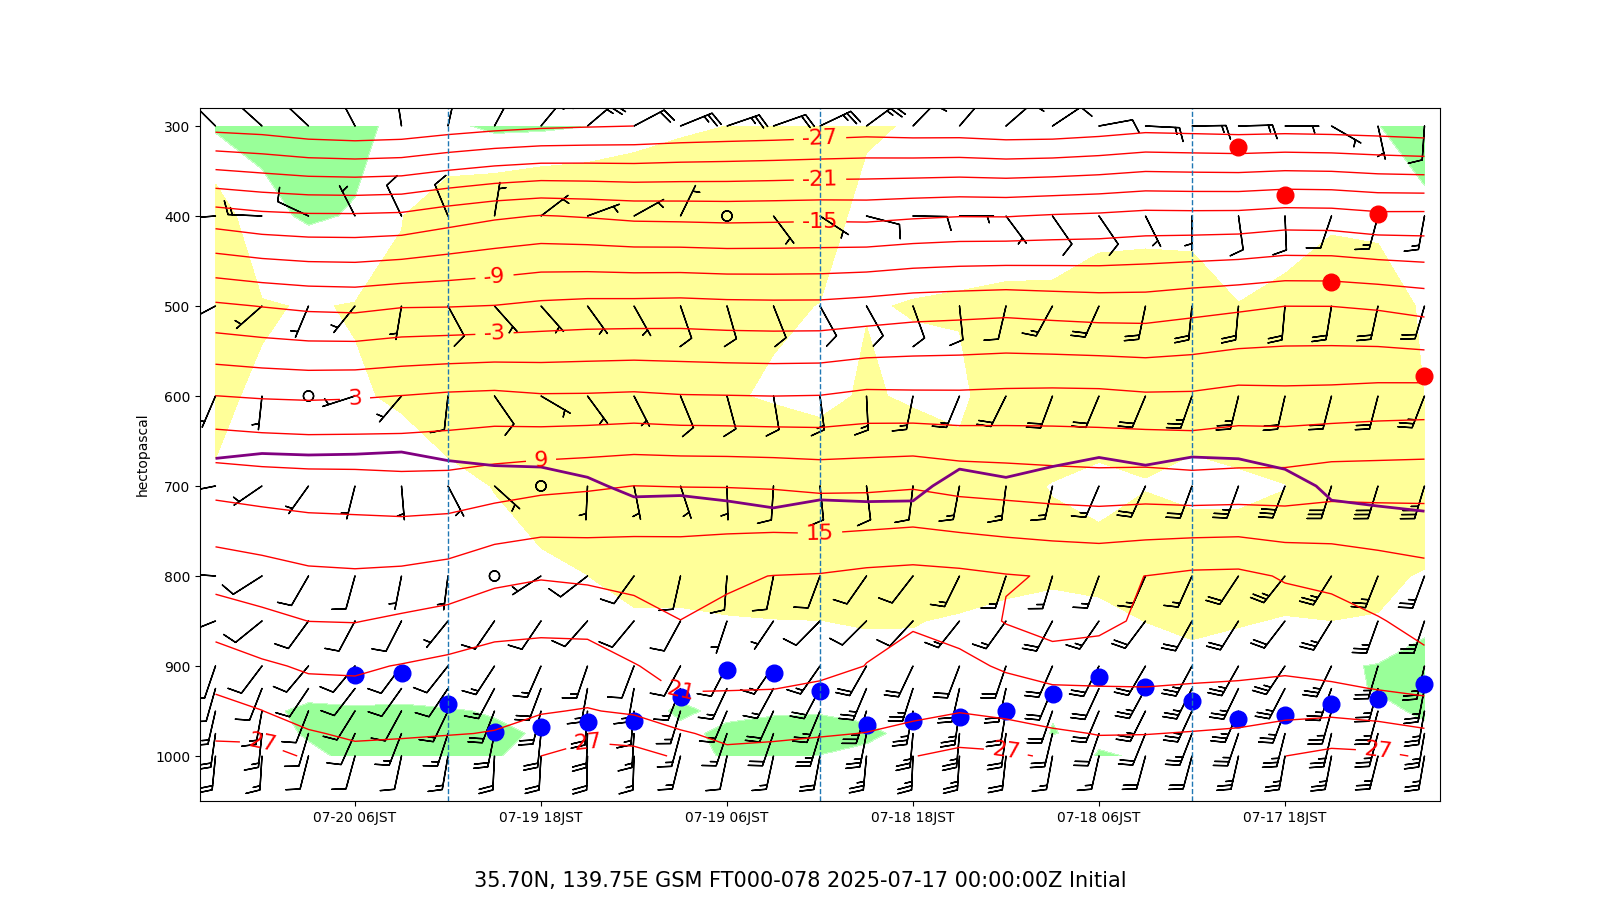 300
400
500
600
700
800
900
1000
hectopascal
-27
-21
-15
-9
-3
3
9
15
21
27
27
27
27
07-20 06JST
07-19 18JST
07-19 06JST
07-18 18JST
07-18 06JST
07-17 18JST
35.70N, 139.75E GSM FT000-078 2025-07-17 00:00:00Z Initial